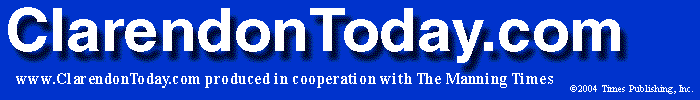 ClarendonToday.com
www.ClarendonToday.com produced in cooperation with The Manning Times
©2004 Times Publishing, Inc.